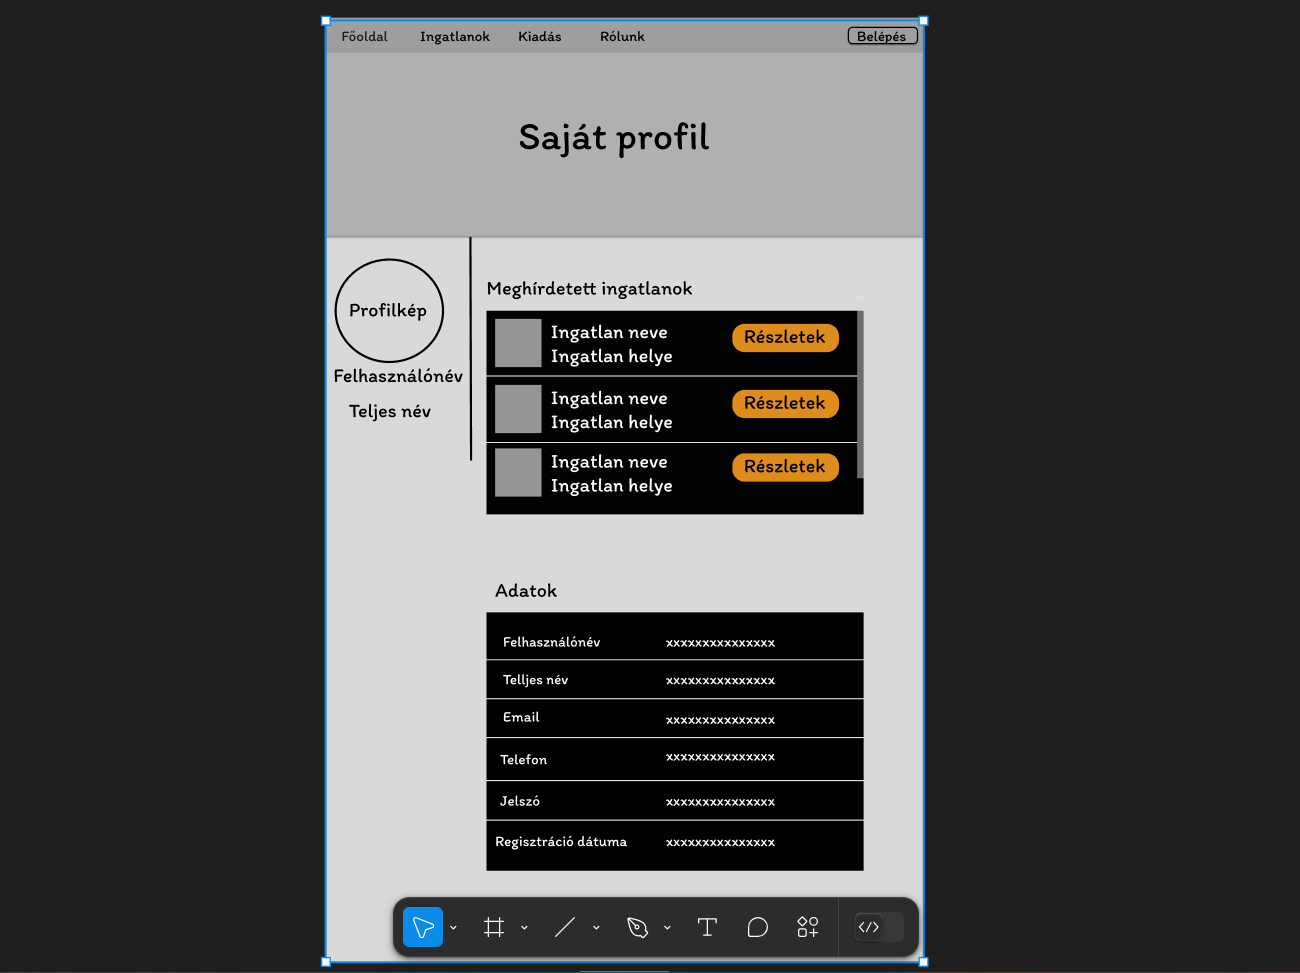 Főoldal Ingatlanok Kiadás Rólunk Belépés
Saját profil
Profilkép
Felhasználónév
Teljes név
Meghírdetett ingatlanok
Ingatlan neve Részletek
Ingatlan helye
Ingatlan neve Részletek
Ingatlan helye
Ingatlan neve Részletek
Ingatlan helye
Adatok
Felhasználónév xxxxxxxxxxxxxxx
Telljes név xxxxxxxxxxxxxxx
Email xxxxxxxxxxxxxxx
Telefon xxxxxxxxxxxxxxx
Jelszó xxxxxxxxxxxxxxx
Regisztráció dátuma xxxxxxxxxxxxxxx